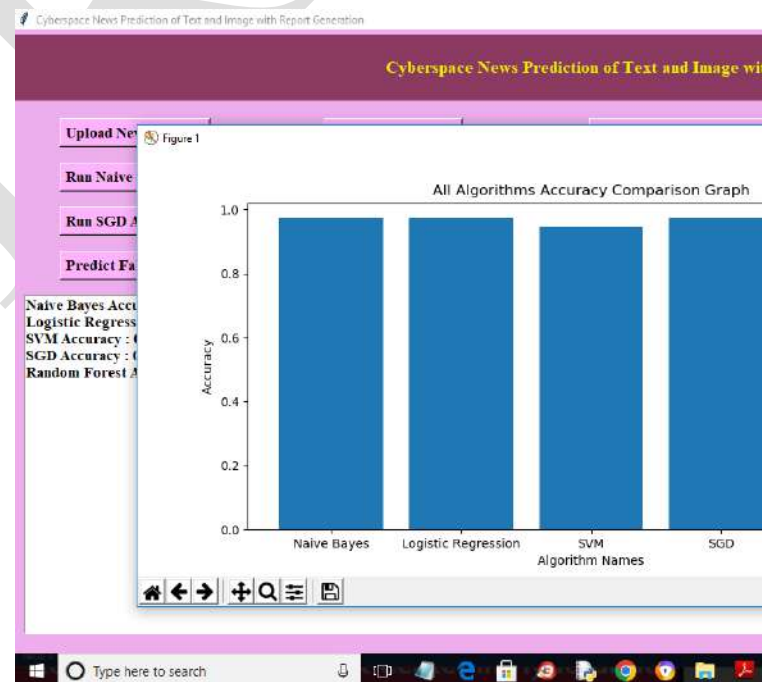 Cyberspace News Prediction of Text and Image with Report Generation
Cyberspace News Prediction of Text and Image wit
Upload Nev
Run Naive
Run SGD A
Predict Fa
Figure 1
All Algorithms Accuracy Comparison Graph
1.0
0.8
0.6
0.4
0.2
0.0
Accuracy
Naive Bayes Logistic Regression SVM SGD
Algorithm Names
Naive Bayes Accu
Logistic Regress
SVM Accuracy : 0
SGD Accuracy : 0
Random Forest A
Type here to search